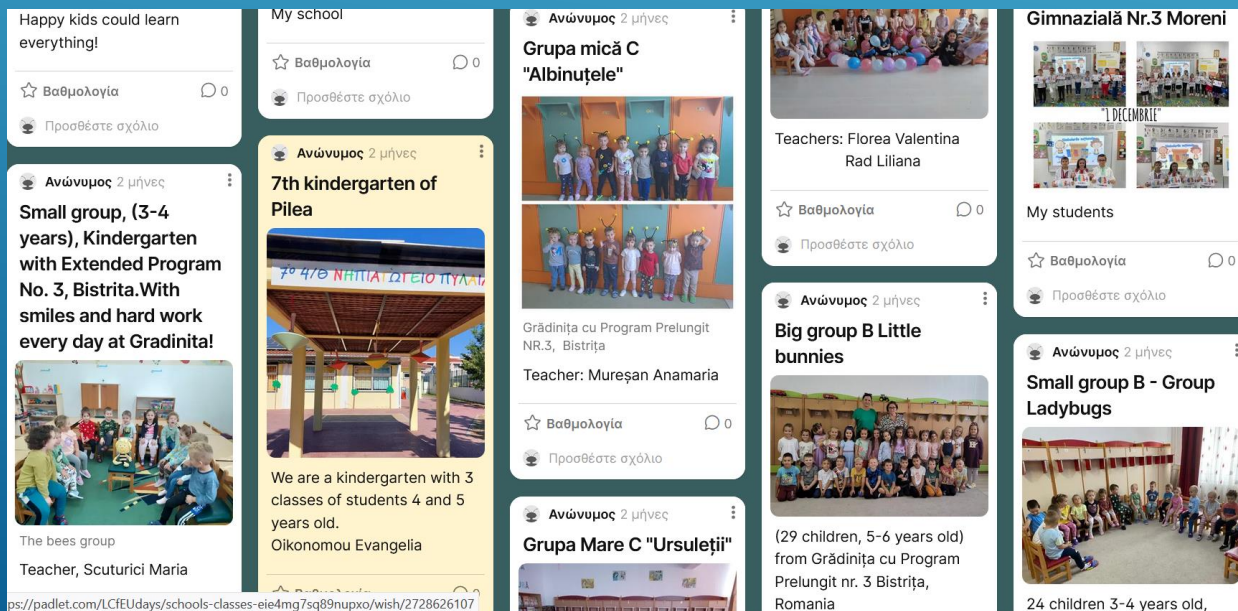 Happy kids could learn
everything!
Βαθμολογία 0
Προσθέστε σχόλιο
Ανώνυμος 2 μήνες
Small group, (3-4
years), Kindergarten
with Extended Program
No. 3, Bistrita.With
smiles and hard work
every day at Gradinita!
The bees group
Teacher, Scuturici Maria
My school
Βαθμολογία 0
Προσθέστε σχόλιο
Ανώνυμος 2 μήνες
7th kindergarten of
Pilea
7ο 4/Θ ΝΗΠΙΑΓΩΓΕΙΟ ΠΥΛΑΙΑ
We are a kindergarten with 3
classes of students 4 and 5
years old.
Oikonomou Evangelia
Ανώνυμος 2 μήνες
Grupa mică C
"Albinuțele"
Grădinița cu Program Prelungit
NR.3, Bistrița
Teacher: Mureșan Anamaria
Βαθμολογία 0
Προσθέστε σχόλιο
Ανώνυμος 2 μήνες
Grupa Mare C "Ursuleții"
Teachers: Florea Valentina
Rad Liliana
Βαθμολογία 0
Προσθέστε σχόλιο
Ανώνυμος 2 μήνες
Big group B Little
bunnies
(29 children, 5-6 years old)
from Grădinița cu Program
Prelungit nr. 3 Bistrița,
Romania
Gimnazială Nr.3 Moreni
"1 DECEMBRIE"
My students
Βαθμολογία 0
Προσθέστε σχόλιο
Ανώνυμος 2 μήνες
Small group B - Group
Ladybugs
24 children 3-4 years old,
ps://padlet.com/LCfEUdays/schools-classes-eie4mg7sq89nupxo/wish/2728626107